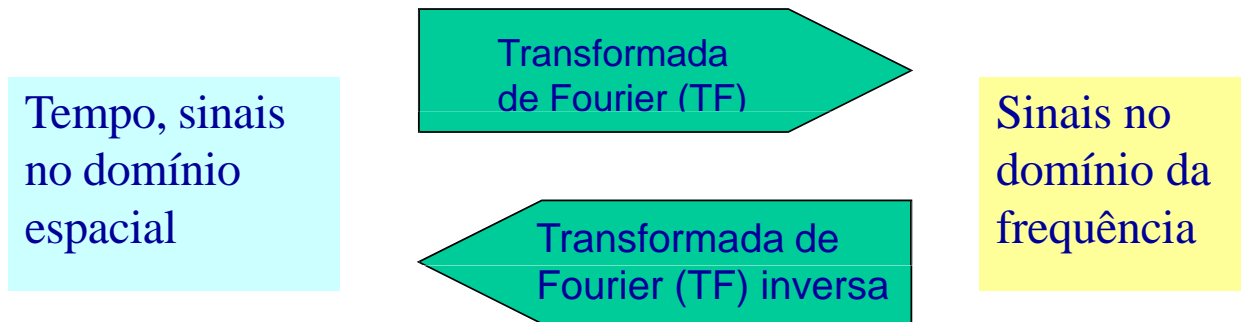 Transformada
de Fourier (TF)
Tempo, sinais
no domínio
espacial
Sinais no
domínio da
frequência
Transformada de
Fourier (TF) inversa